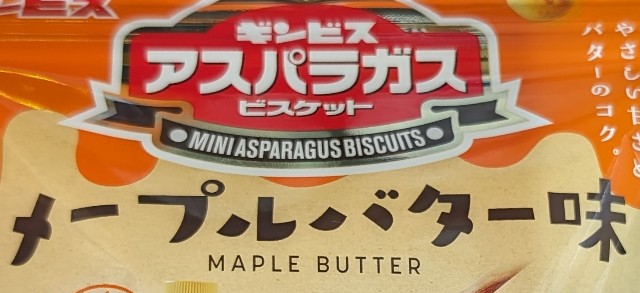 ギンビス
アスパラガス
ビスケット
MINI ASPARAGUS BISCUITS
メープルバター味
MAPLE BUTTER
やさしい甘さと
バターのコク。